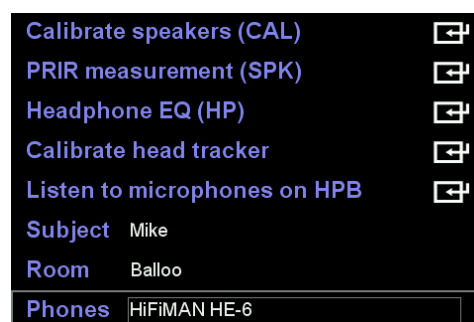 Calibrate speakers (CAL)
PRIR measurement (SPK)
Headphone EQ (HP)
Calibrate head tracker
Listen to microphones on HPB
Subject Mike
Room Balloo
Phones HiFiMAN HE-6